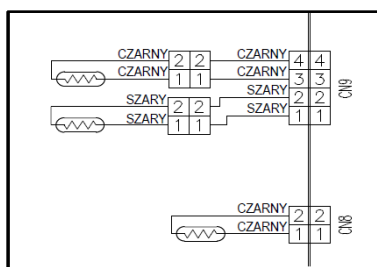 CZARNY 2 2 CZARNY 4 4
CZARNY 1 1 CZARNY 3 3
SZARY 2 2 SZARY 2 2
SZARY 1 1 SZARY 1 1
CN9
CZARNY 2 2
CZARNY 1 1
CN8